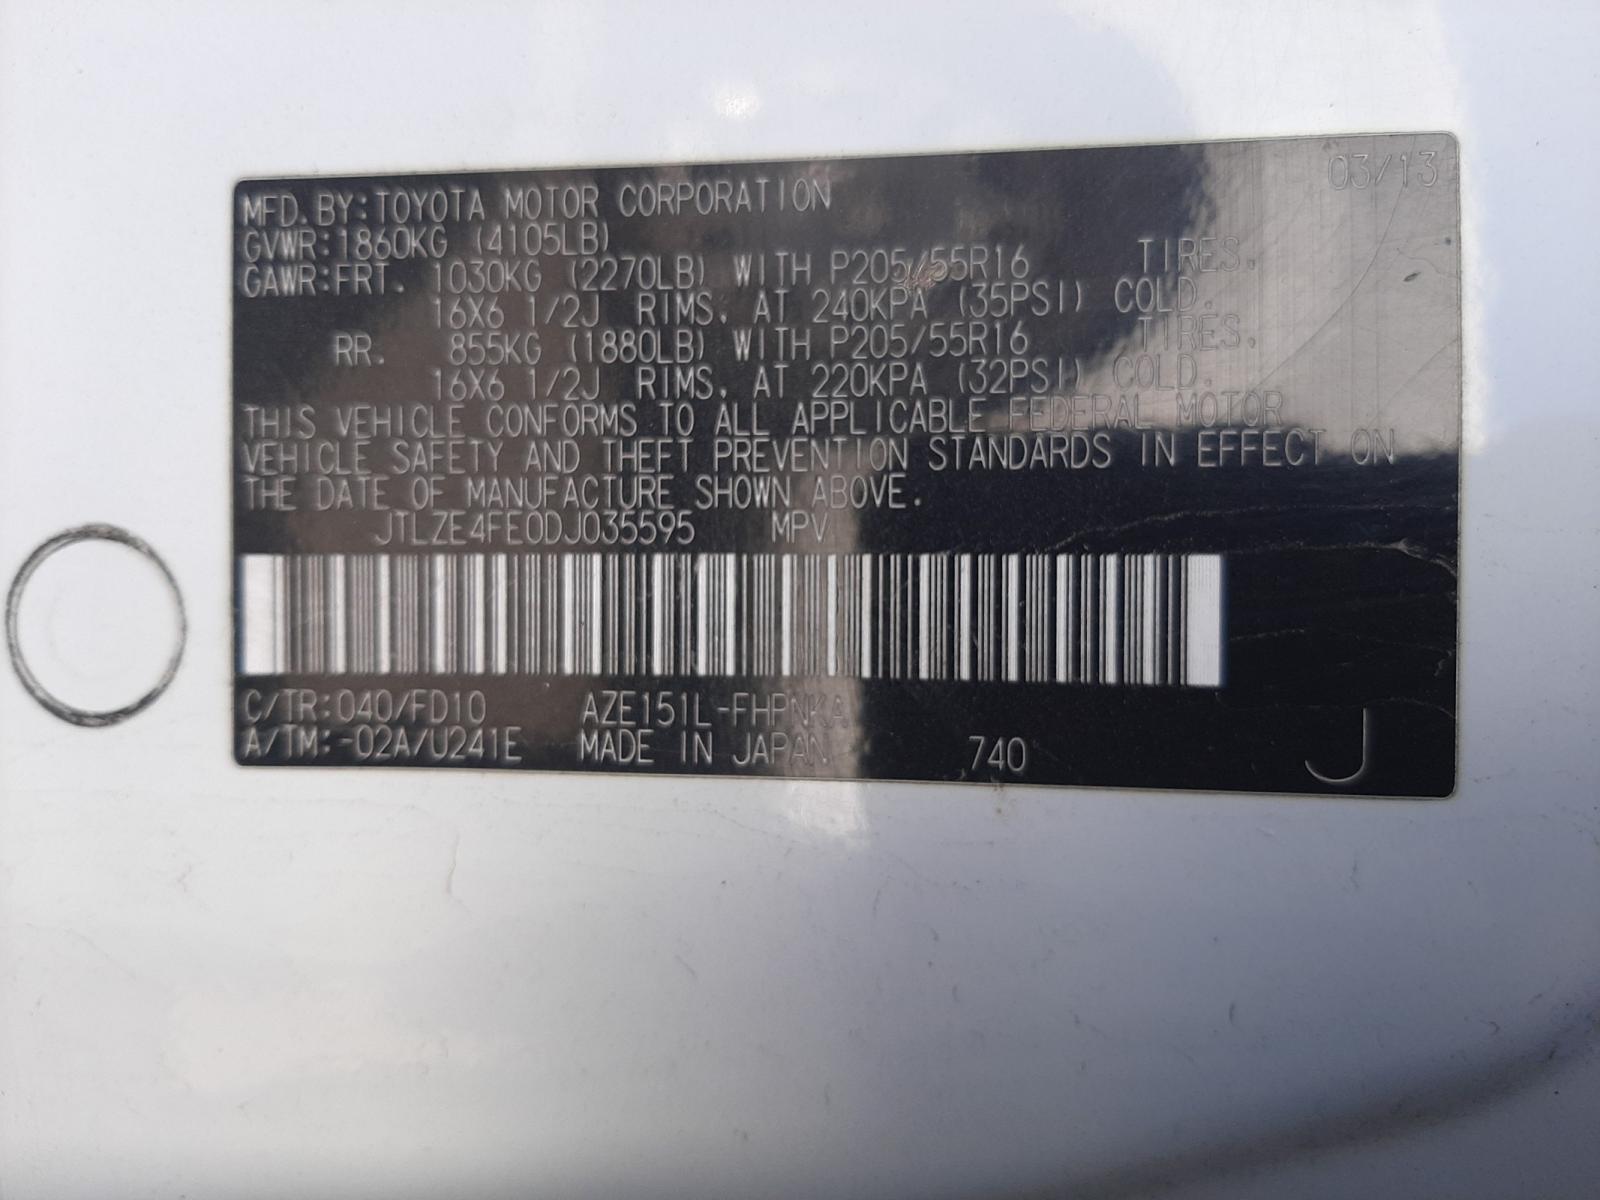 03/13
MFD.BY:TOYOTA MOTOR CORPORATION
GVWR:1860KG (4105LB)
GAWR:FRT. 1030KG (2270LB) WITH P205/55R16 TIRES.
16X6 1/2J RIMS, AT 240KPA (35PSI) COLD.
RR. 855KG (1880LB) WITH P205/55R16 TIRES.
16X6 1/2J RIMS, AT 220KPA (32PSI) COLD.
THIS VEHICLE CONFORMS TO ALL APPLICABLE FEDERAL MOTOR
VEHICLE SAFETY AND THEFT PREVENTION STANDARDS IN EFFECT ON
THE DATE OF MANUFACTURE SHOWN ABOVE.
JTLZE4FE0DJ035595 MPV
C/TR:040/FD10 AZE151L-FHPNKA
A/TM:-02A/U241E MADE IN JAPAN 740
J